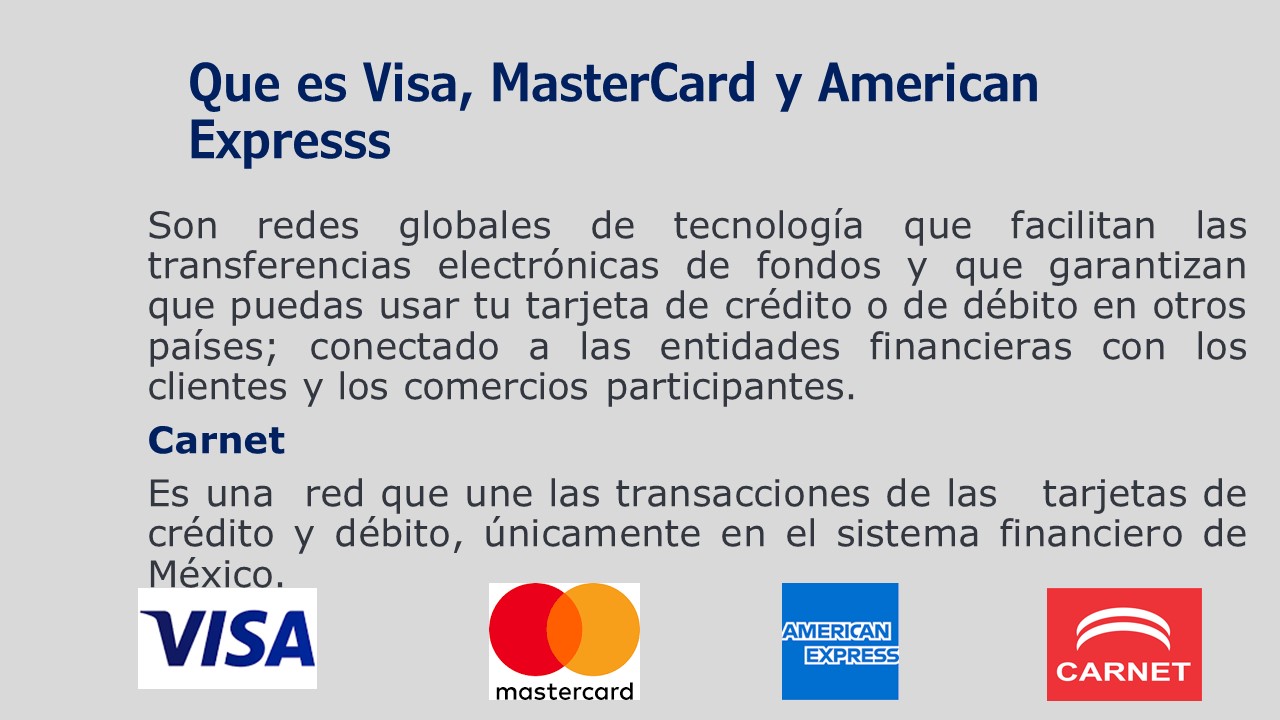 Que es Visa, MasterCard y American
Expresss
Son redes globales de tecnología que facilitan las
transferencias electrónicas de fondos y que garantizan
que puedas usar tu tarjeta de crédito o de débito en otros
países; conectado a las entidades financieras con los
clientes y los comercios participantes.
Carnet
Es una red que une las transacciones de las tarjetas de
crédito y débito, únicamente en el sistema financiero de
México.
VISA
mastercard
AMERICAN
EXPRESS
CARNET